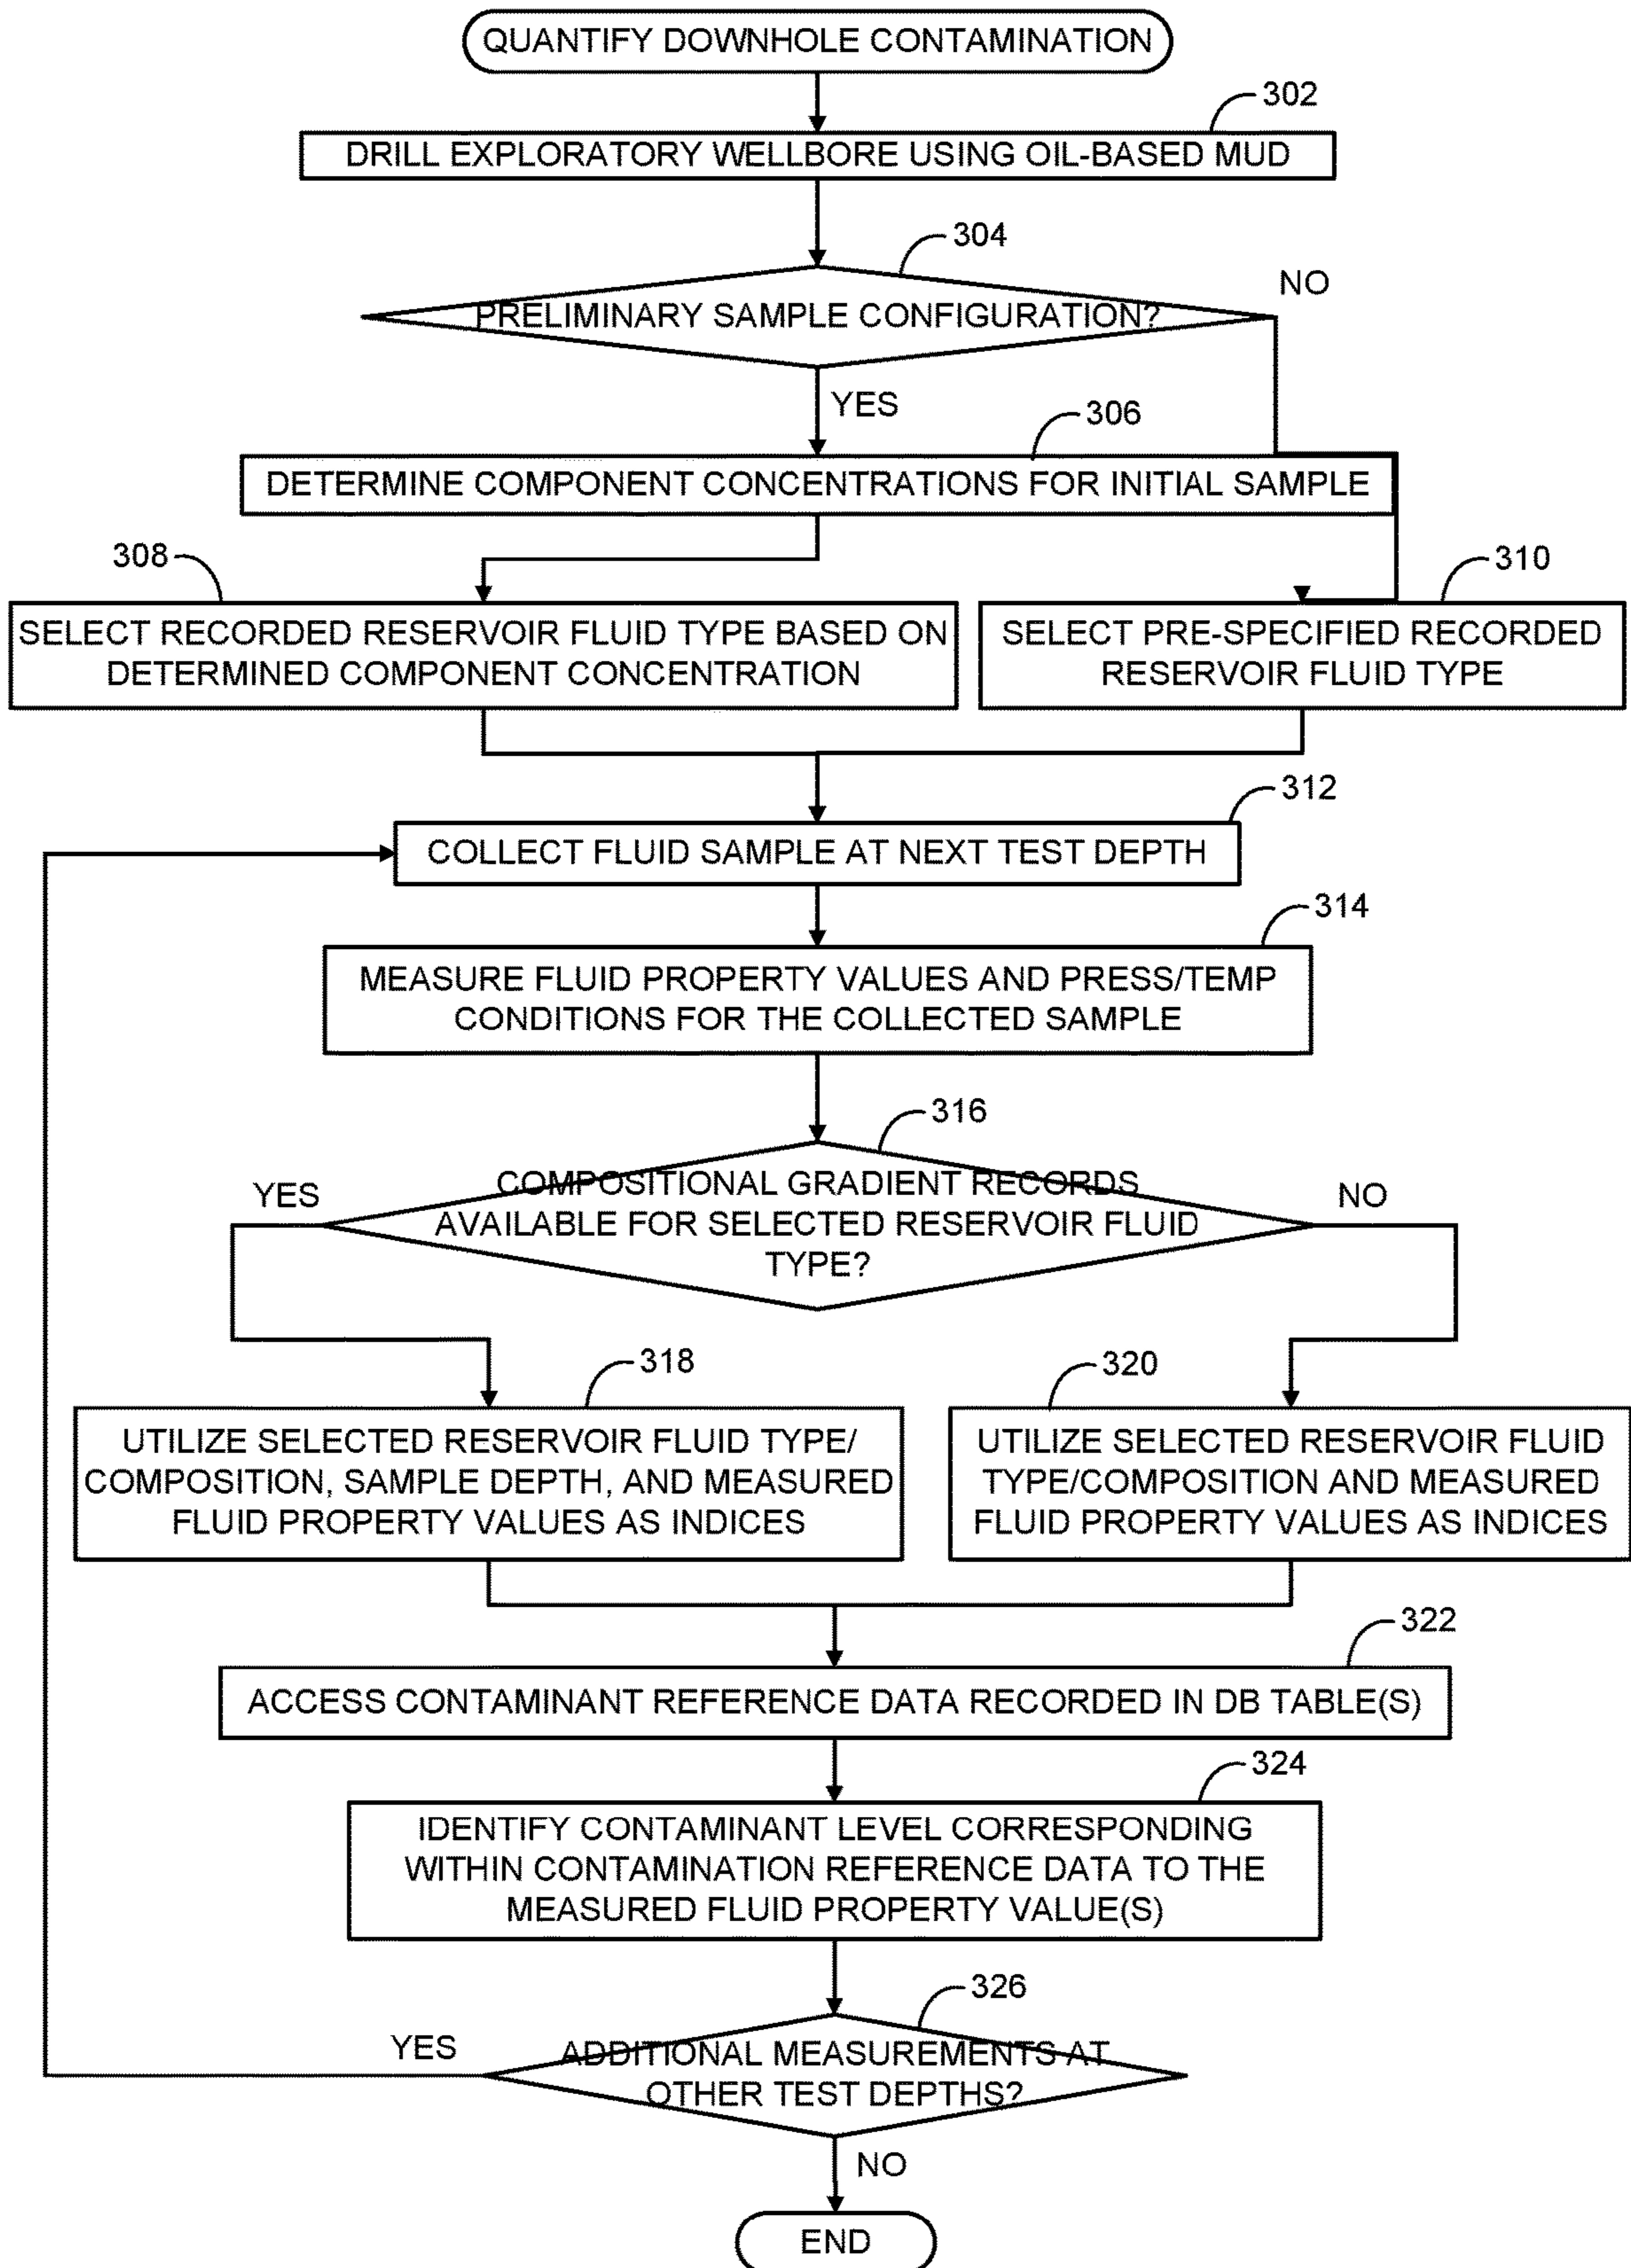 QUANTIFY DOWNHOLE CONTAMINATION
302
DRILL EXPLORATORY WELLBORE USING OIL-BASED MUD
304
NO
PRELIMINARY SAMPLE CONFIGURATION?
YES
306
DETERMINE COMPONENT CONCENTRATIONS FOR INITIAL SAMPLE
308
SELECT RECORDED RESERVOIR FLUID TYPE BASED ON
DETERMINED COMPONENT CONCENTRATION
310
SELECT PRE-SPECIFIED RECORDED
RESERVOIR FLUID TYPE
312
COLLECT FLUID SAMPLE AT NEXT TEST DEPTH
314
MEASURE FLUID PROPERTY VALUES AND PRESS/TEMP
CONDITIONS FOR THE COLLECTED SAMPLE
316
YES
COMPOSITIONAL GRADIENT RECORDS
AVAILABLE FOR SELECTED RESERVOIR FLUID
TYPE?
NO
318
UTILIZE SELECTED RESERVOIR FLUID TYPE/
COMPOSITION, SAMPLE DEPTH, AND MEASURED
FLUID PROPERTY VALUES AS INDICES
320
UTILIZE SELECTED RESERVOIR FLUID
TYPE/COMPOSITION AND MEASURED
FLUID PROPERTY VALUES AS INDICES
322
ACCESS CONTAMINANT REFERENCE DATA RECORDED IN DB TABLE(S)
324
IDENTIFY CONTAMINANT LEVEL CORRESPONDING
WITHIN CONTAMINATION REFERENCE DATA TO THE
MEASURED FLUID PROPERTY VALUE(S)
326
YES
ADDITIONAL MEASUREMENTS AT
OTHER TEST DEPTHS?
NO
END